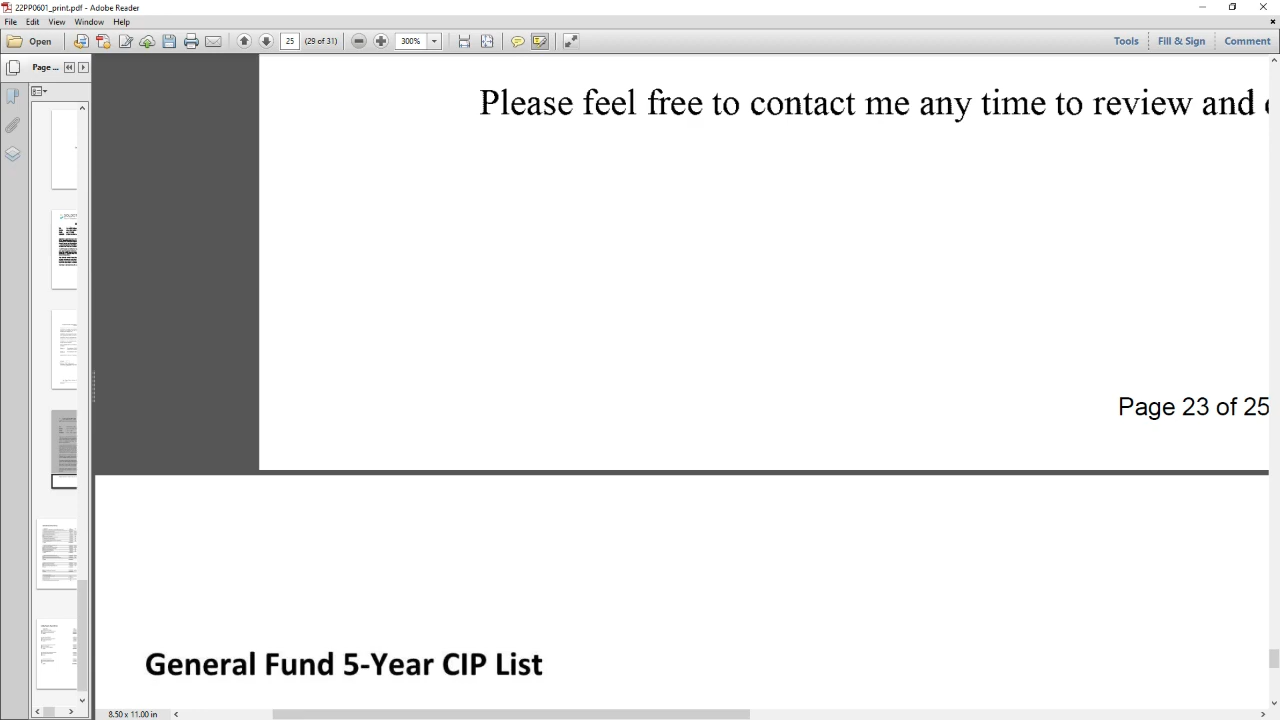 22PP0601_print.pdf - Adobe Reader
File Edit View Window Help
Open 25 (29 of 31) 300% Tools Fill & Sign Comment
Page ...
Please feel free to contact me any time to review and
Page 23 of 25
General Fund 5-Year CIP List
8.50 x 11.00 in